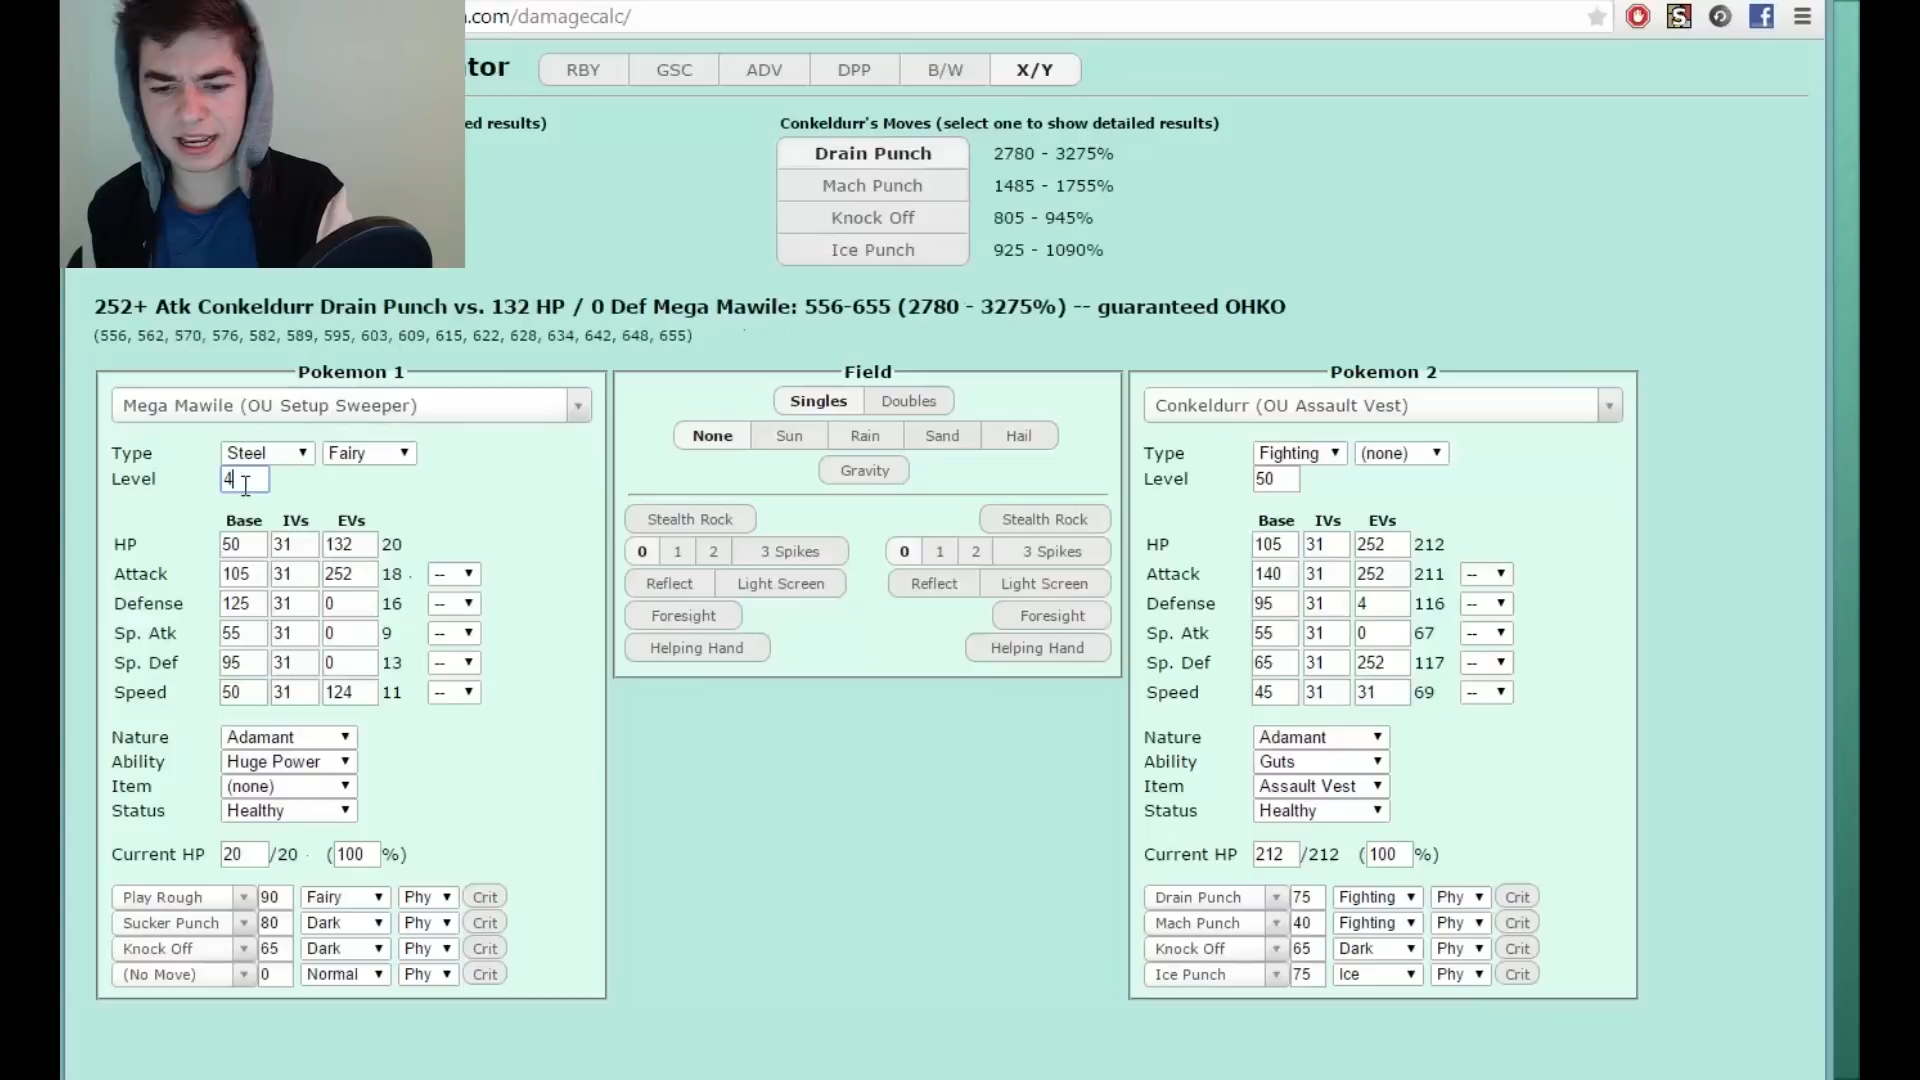 .com/damagecalc/
tor
RBY GSC ADV DPP B/W X/Y
ed results)
Conkeldurr's Moves (select one to show detailed results)
Drain Punch 2780 - 3275%
Mach Punch 1485 - 1755%
Knock Off 805 - 945%
Ice Punch 925 - 1090%
252+ Atk Conkeldurr Drain Punch vs. 132 HP / 0 Def Mega Mawile: 556-655 (2780 - 3275%) -- guaranteed OHKO
(556, 562, 570, 576, 582, 589, 595, 603, 609, 615, 622, 628, 634, 642, 648, 655)
Pokemon 1
Mega Mawile (OU Setup Sweeper)
Type Steel Fairy
Level 4
Base IVs EVs
HP 50 31 132 20
Attack 105 31 252 18 --
Defense 125 31 0 16 --
Sp. Atk 55 31 0 9 --
Sp. Def 95 31 0 13 --
Speed 50 31 124 11 --
Nature Adamant
Ability Huge Power
Item (none)
Status Healthy
Current HP 20 /20 (100 %)
Play Rough 90 Fairy Phy Crit
Sucker Punch 80 Dark Phy Crit
Knock Off 65 Dark Phy Crit
(No Move) 0 Normal Phy Crit
Field
Singles Doubles
None Sun Rain Sand Hail
Gravity
Stealth Rock Stealth Rock
0 1 2 3 Spikes 0 1 2 3 Spikes
Reflect Light Screen Reflect Light Screen
Foresight Foresight
Helping Hand Helping Hand
Pokemon 2
Conkeldurr (OU Assault Vest)
Type Fighting (none)
Level 50
Base IVs EVs
HP 105 31 252 212
Attack 140 31 252 211 --
Defense 95 31 4 116 --
Sp. Atk 55 31 0 67 --
Sp. Def 65 31 252 117 --
Speed 45 31 31 69 --
Nature Adamant
Ability Guts
Item Assault Vest
Status Healthy
Current HP 212 /212 (100 %)
Drain Punch 75 Fighting Phy Crit
Mach Punch 40 Fighting Phy Crit
Knock Off 65 Dark Phy Crit
Ice Punch 75 Ice Phy Crit